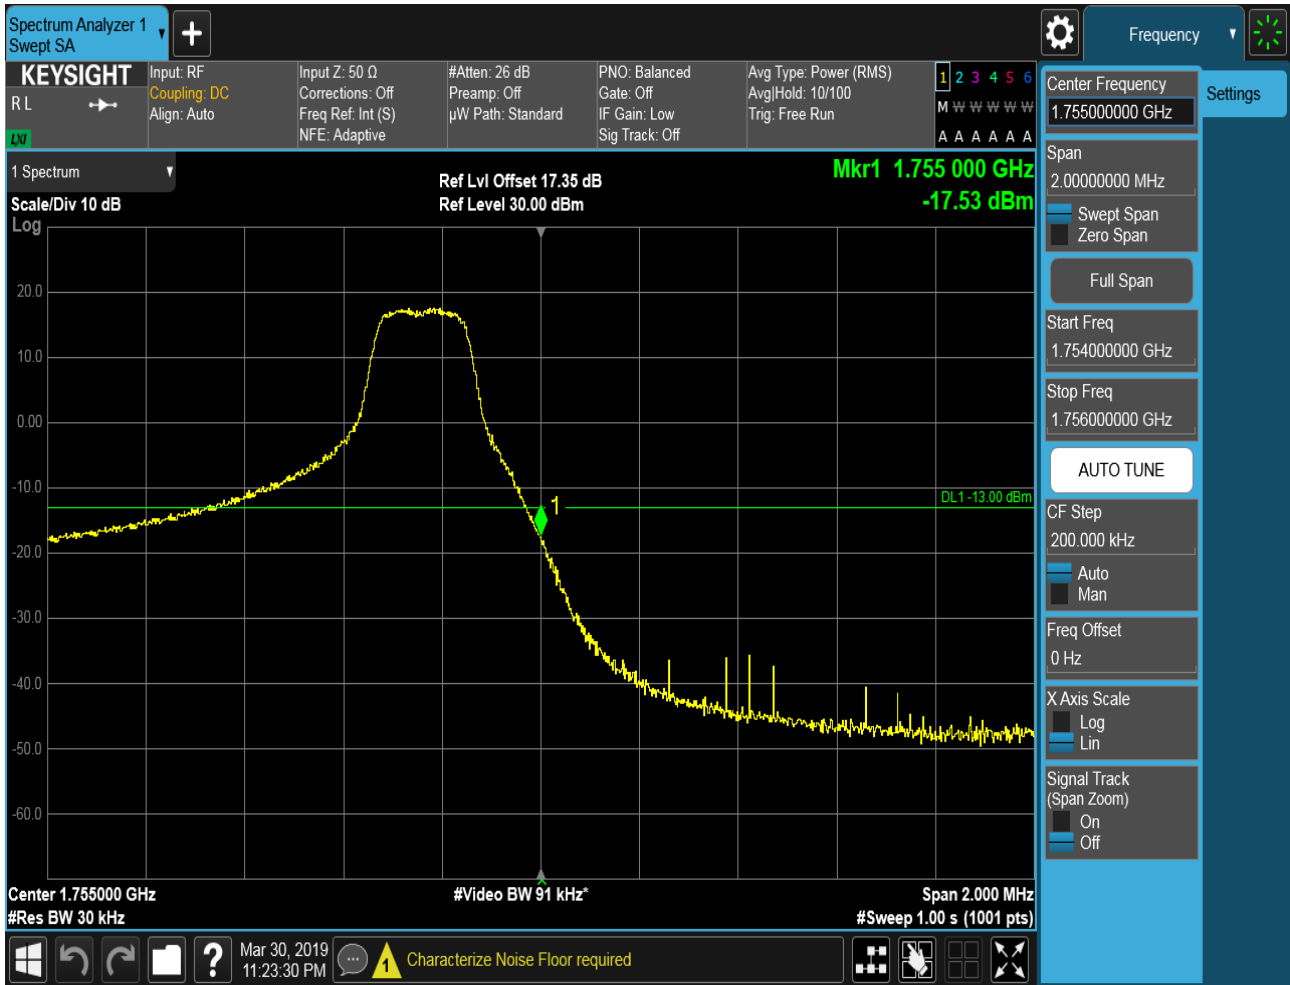 Spectrum Analyzer 1
Swept SA
Frequency
KEYSIGHT
R L
LXI
Input: RF
Coupling: DC
Align: Auto
Input Z: 50 Ω
Corrections: Off
Freq Ref: Int (S)
NFE: Adaptive
#Atten: 26 dB
Preamp: Off
µW Path: Standard
PNO: Balanced
Gate: Off
IF Gain: Low
Sig Track: Off
Avg Type: Power (RMS)
Avg|Hold: 10/100
Trig: Free Run
1 2 3 4 5 6
M W W W W W
A A A A A A
1 Spectrum
Scale/Div 10 dB
Log
Ref Lvl Offset 17.35 dB
Ref Level 30.00 dBm
Mkr1 1.755 000 GHz
-17.53 dBm
20.0
10.0
0.00
-10.0
-20.0
-30.0
-40.0
-50.0
-60.0
1
DL1 -13.00 dBm
Center 1.755000 GHz
#Res BW 30 kHz
#Video BW 91 kHz*
Span 2.000 MHz
#Sweep 1.00 s (1001 pts)
Center Frequency
1.755000000 GHz
Settings
Span
2.00000000 MHz
Swept Span
Zero Span
Full Span
Start Freq
1.754000000 GHz
Stop Freq
1.756000000 GHz
AUTO TUNE
CF Step
200.000 kHz
Auto
Man
Freq Offset
0 Hz
X Axis Scale
Log
Lin
Signal Track
(Span Zoom)
On
Off
?
Mar 30, 2019
11:23:30 PM
1
Characterize Noise Floor required